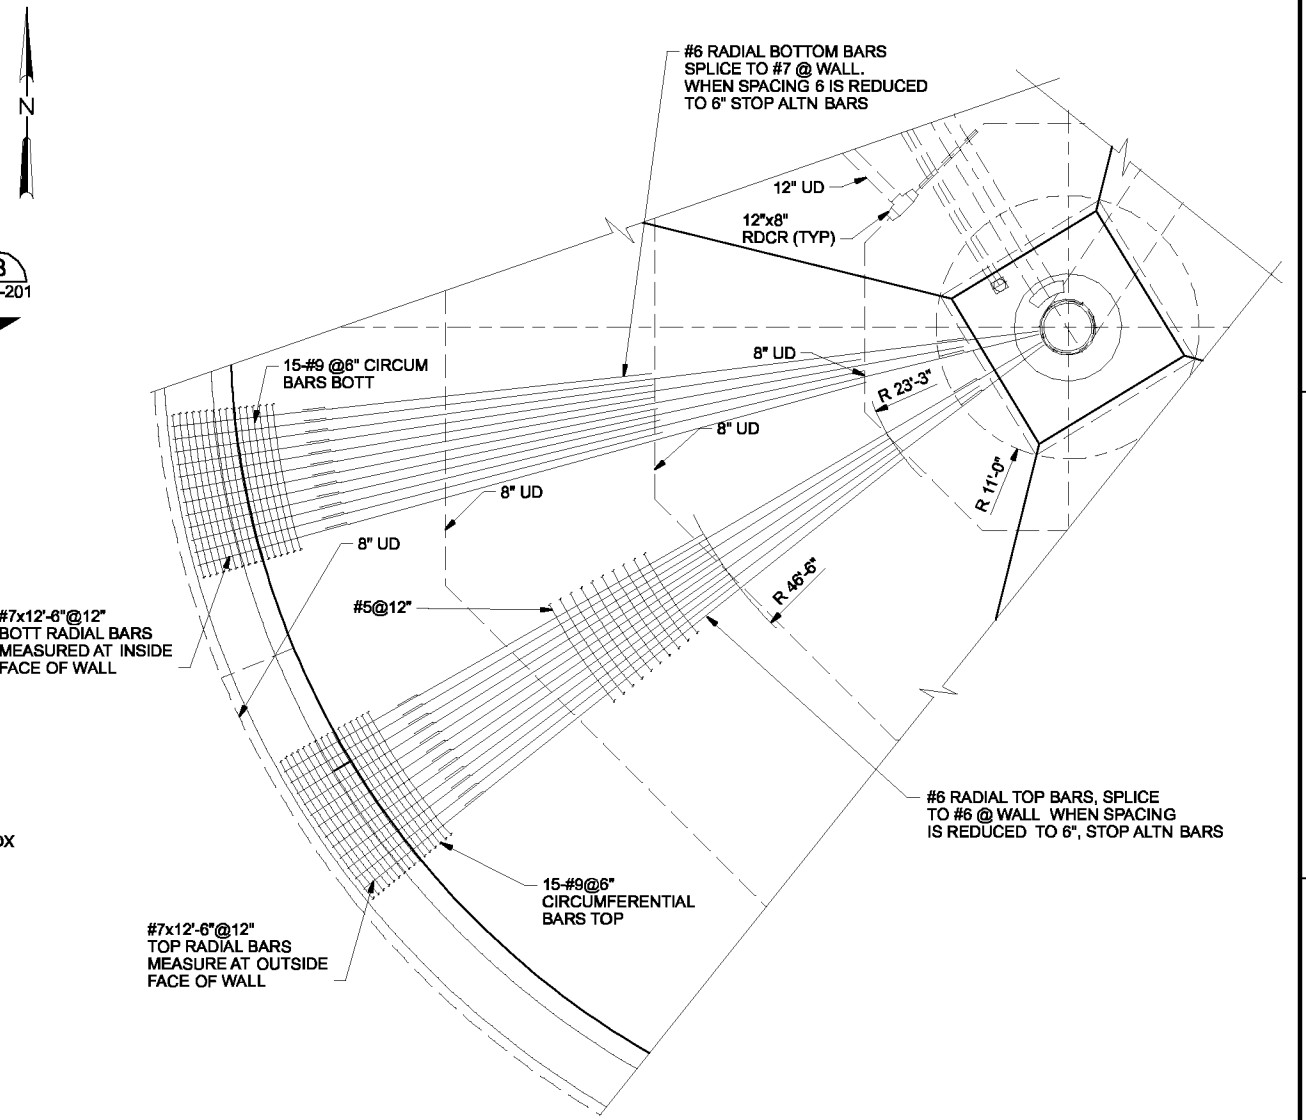 #6 RADIAL BOTTOM BARS
SPLICE TO #7 @ WALL.
WHEN SPACING 6 IS REDUCED
TO 6" STOP ALTN BARS
N
12" UD
12"x8"
RDCR (TYP)
-201
15-#9 @6" CIRCUM
BARS BOTT
8" UD
R 23'-3"
8" UD
R 11'-0"
8" UD
8" UD
R 46'-6"
#5@12"
#7x12'-6"@12"
BOTT RADIAL BARS
MEASURED AT INSIDE
FACE OF WALL
#6 RADIAL TOP BARS, SPLICE
TO #6 @ WALL WHEN SPACING
IS REDUCED TO 6", STOP ALTN BARS
OX
15-#9@6"
CIRCUMFERENTIAL
BARS TOP
#7x12'-6"@12"
TOP RADIAL BARS
MEASURE AT OUTSIDE
FACE OF WALL